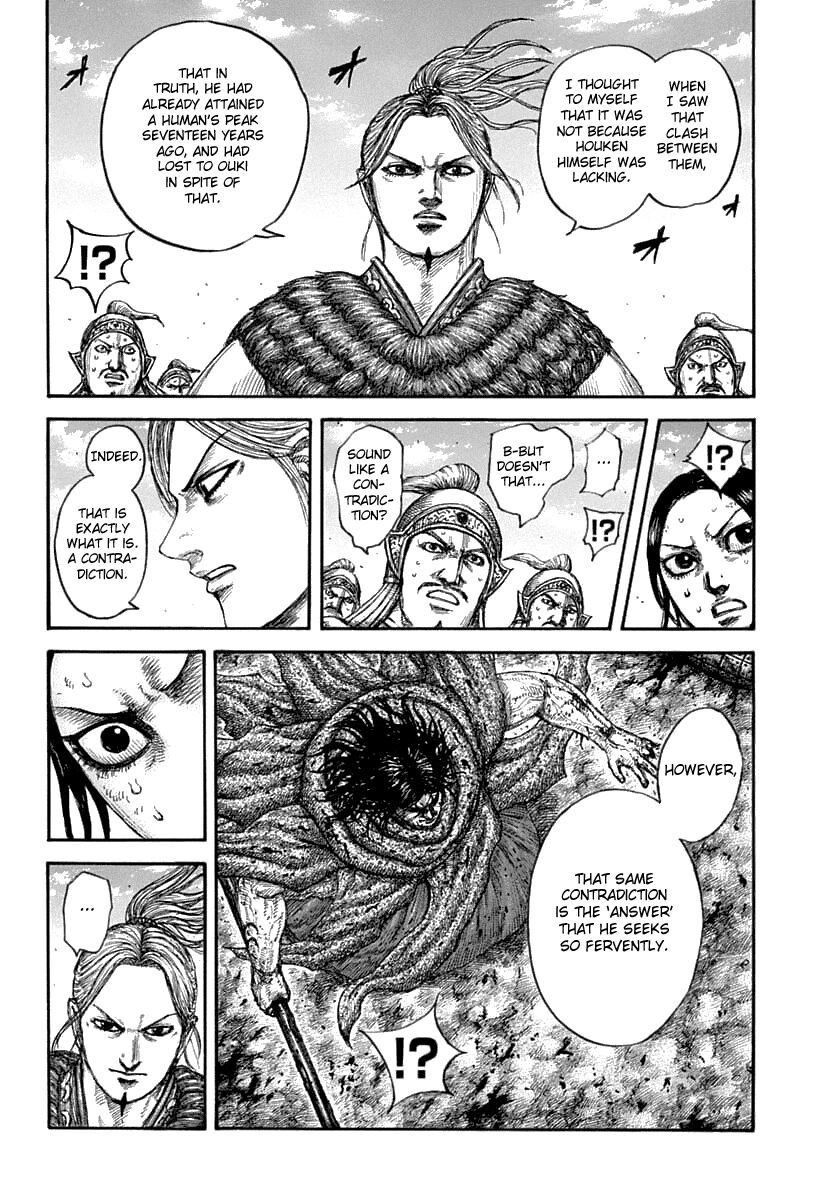 WHEN
I SAW
THAT
CLASH
BETWEEN
THEM,
I THOUGHT
TO MYSELF
THAT IT WAS
NOT BECAUSE
HOUKEN
HIMSELF WAS
LACKING.
THAT IN
TRUTH, HE HAD
ALREADY ATTAINED
A HUMAN'S PEAK
SEVENTEEN YEARS
AGO, AND HAD
LOST TO OUKI
IN SPITE OF
THAT.
!?
!?
...
!?
B-BUT
DOESN'T
THAT...
SOUND
LIKE A
CON-
TRADIC-
TION?
INDEED.
THAT IS
EXACTLY
WHAT IT IS.
A CONTRA-
DICTION.
HOWEVER,
THAT SAME
CONTRADICTION
IS THE 'ANSWER'
THAT HE SEEKS
SO FERVENTLY.
!?
...